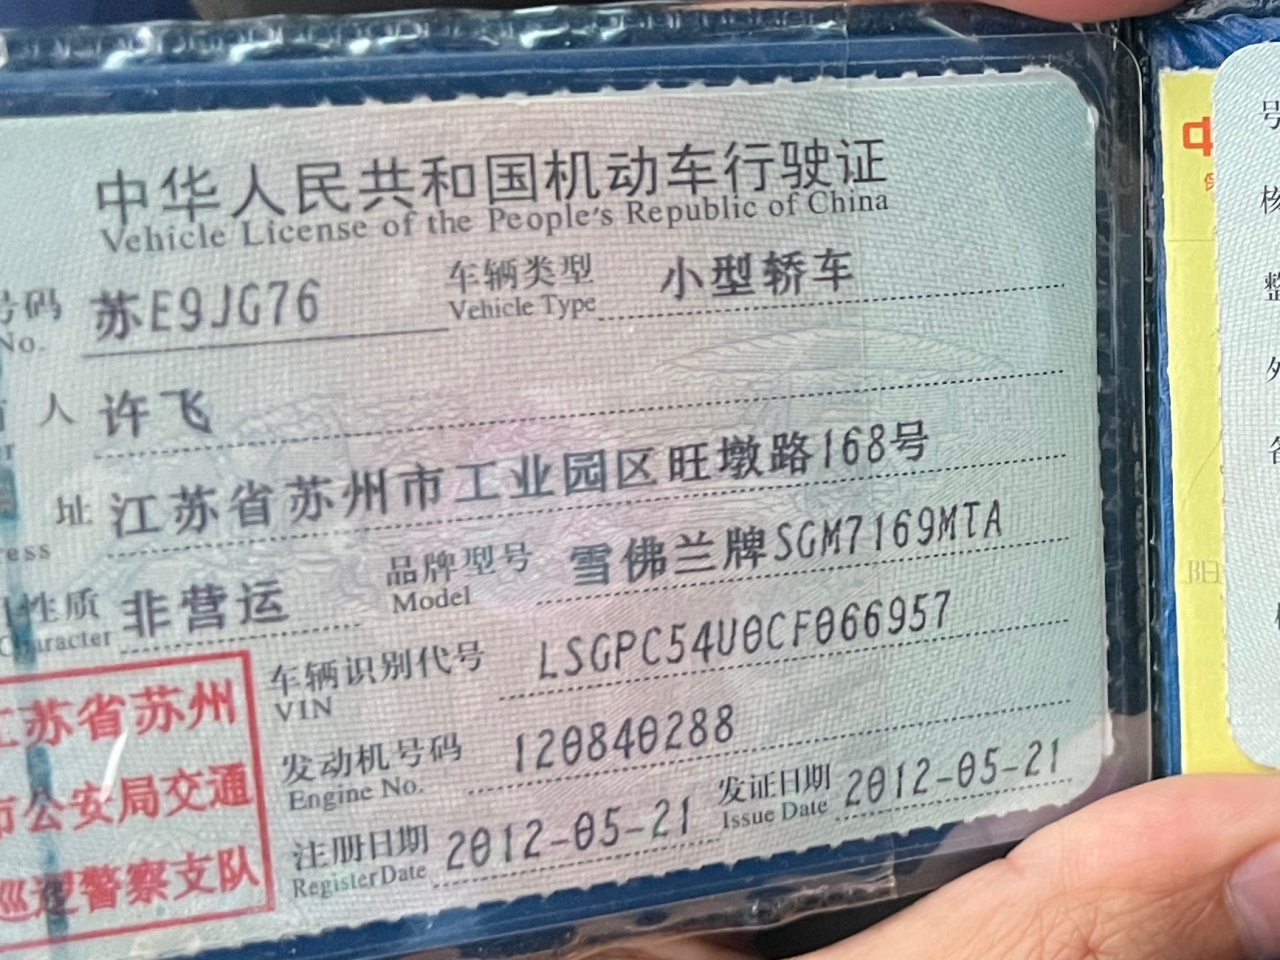 中华人民共和国机动车行驶证
Vehicle License of the People's Republic of China
号码 苏E9JG76 车辆类型 小型轿车
No. Vehicle Type
人 许飞
址 江苏省苏州市工业园区旺墩路168号
ess
性质 非营运 品牌型号 雪佛兰牌SGM7169MTA
Character Model
车辆识别代号 LSGPC54U0CF066957
VIN
发动机号码 120840288
Engine No.
注册日期 2012-05-21 发证日期 2012-05-21
Register Date Issue Date
江苏省苏州
市公安局交通
巡逻警察支队
号
核
整
外